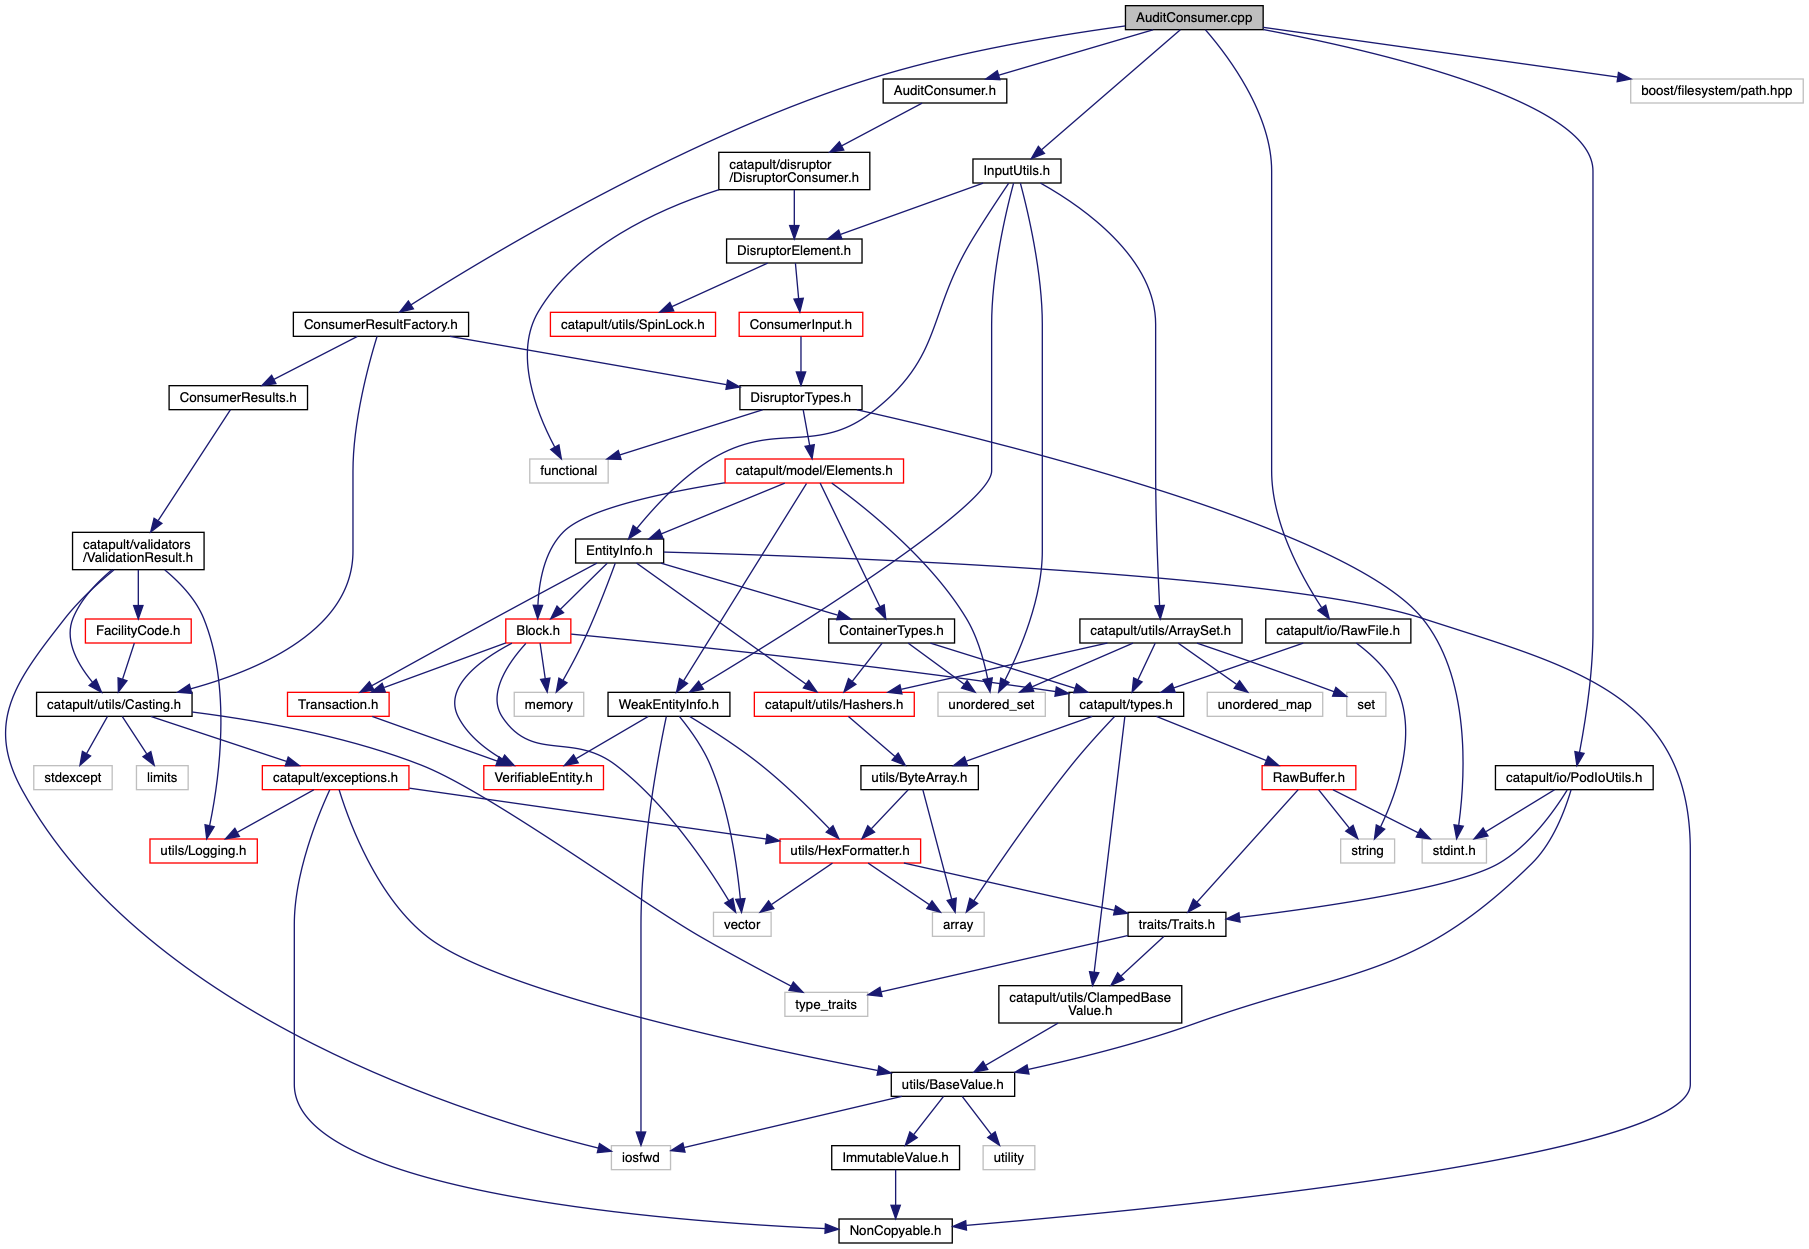 AuditConsumer.cpp
AuditConsumer.h
boost/filesystem/path.hpp
catapult/disruptor
/DisruptorConsumer.h
InputUtils.h
DisruptorElement.h
ConsumerResultFactory.h
catapult/utils/SpinLock.h
ConsumerInput.h
ConsumerResults.h
DisruptorTypes.h
functional
catapult/model/Elements.h
catapult/validators
/ValidationResult.h
EntityInfo.h
FacilityCode.h
Block.h
ContainerTypes.h
catapult/utils/ArraySet.h
catapult/io/RawFile.h
catapult/utils/Casting.h
Transaction.h
memory
WeakEntityInfo.h
catapult/utils/Hashers.h
unordered_set
catapult/types.h
unordered_map
set
stdexcept
limits
catapult/exceptions.h
VerifiableEntity.h
utils/ByteArray.h
RawBuffer.h
catapult/io/PodIoUtils.h
utils/Logging.h
utils/HexFormatter.h
string
stdint.h
vector
array
traits/Traits.h
type_traits
catapult/utils/ClampedBase
Value.h
utils/BaseValue.h
iosfwd
ImmutableValue.h
utility
NonCopyable.h